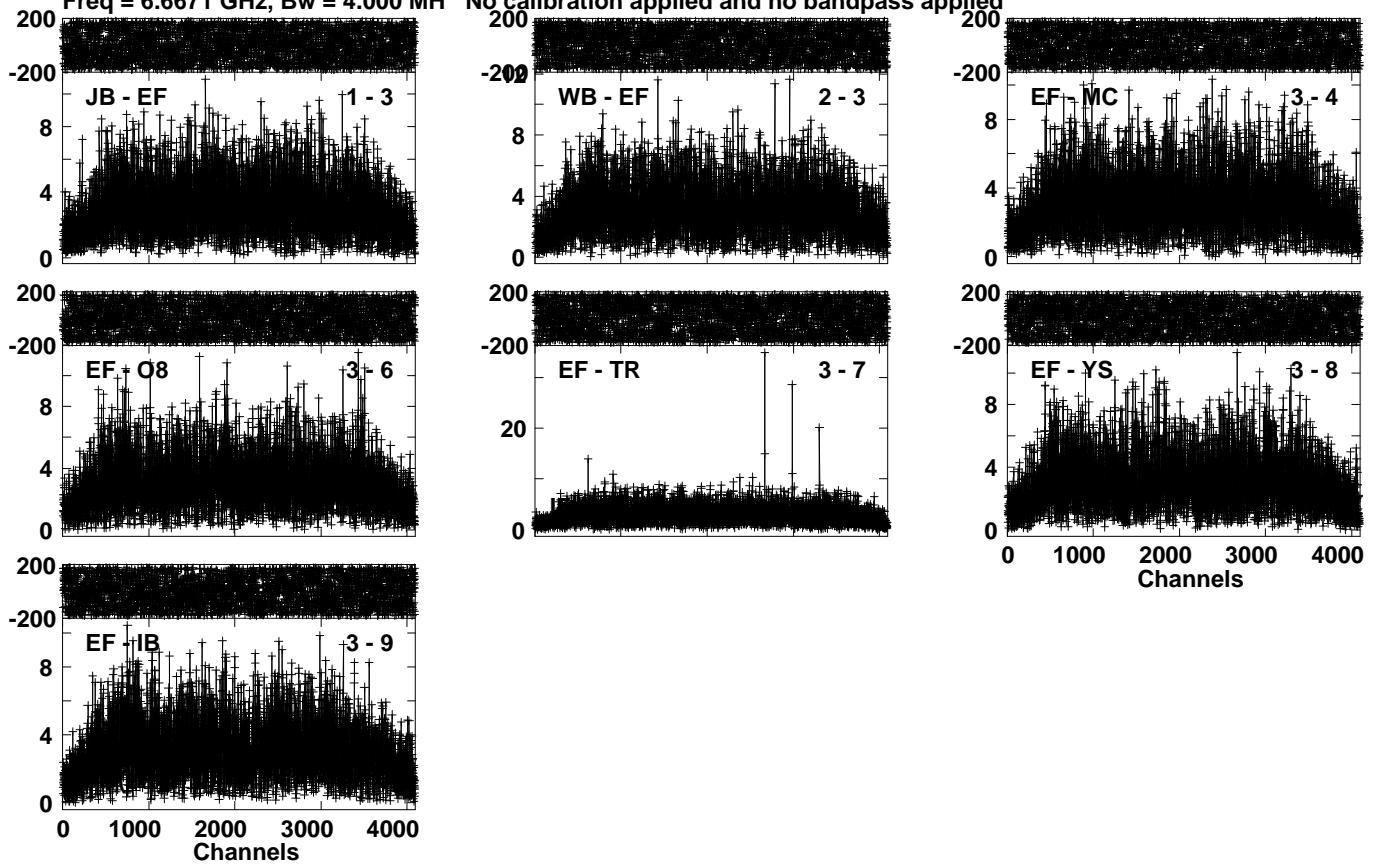 Freq = 6.6671 GHz, Bw = 4.000 MH No calibration applied and no bandpass applied
200 200 200
-200 -200 12 -200
JB - EF 1 - 3 WB - EF 2 - 3 EF - MC 3 - 4
8 8 8
4 4 4
0 0 0
200 200 200
-200 -200 -200
EF - O8 3 - 6 EF - TR 3 - 7 EF - YS 3 - 8
8 20 8
4 4
0 0 0
0 1000 2000 3000 4000
Channels
200
-200
EF - IB 3 - 9
8
4
0
0 1000 2000 3000 4000
Channels